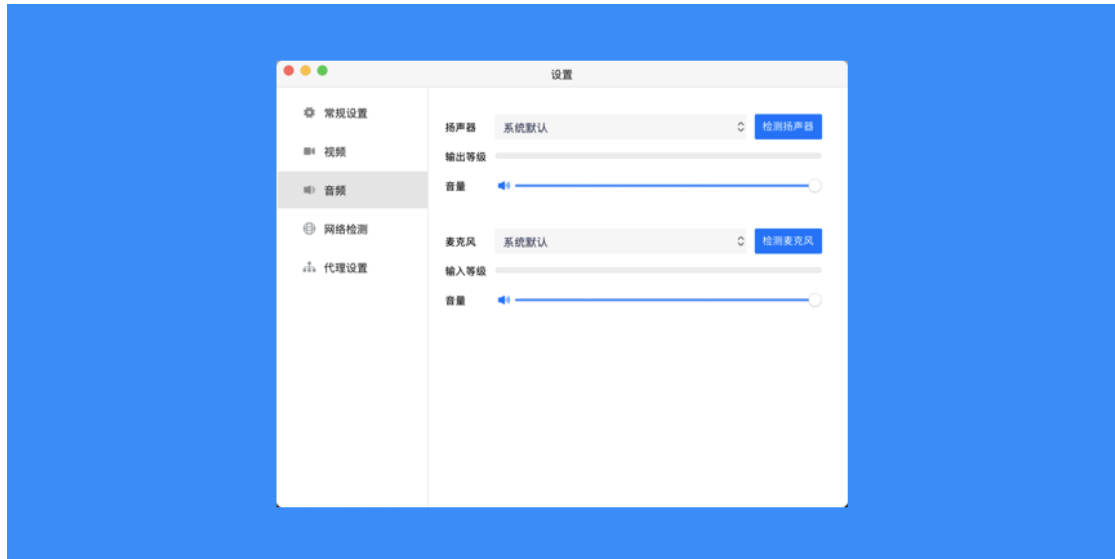 设置
常规设置
视频
音频
网络检测
代理设置
扬声器 系统默认 检测扬声器
输出等级
音量
麦克风 系统默认 检测麦克风
输入等级
音量